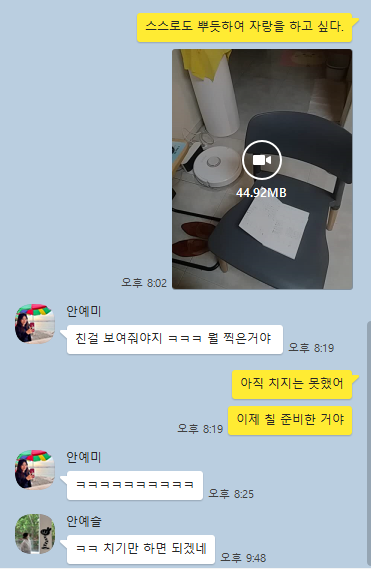 스스로도 뿌듯하여 자랑을 하고 싶다.
44.92MB
오후 8:02
안예미
친걸 보여줘야지 ㅋㅋㅋ 뭘 찍은거야
오후 8:19
아직 치지는 못했어
이제 칠 준비한 거야
오후 8:19
안예미
ㅋㅋㅋㅋㅋㅋㅋㅋㅋㅋ
오후 8:25
안예슬
ㅋㅋ 치기만 하면 되겠네
오후 9:48